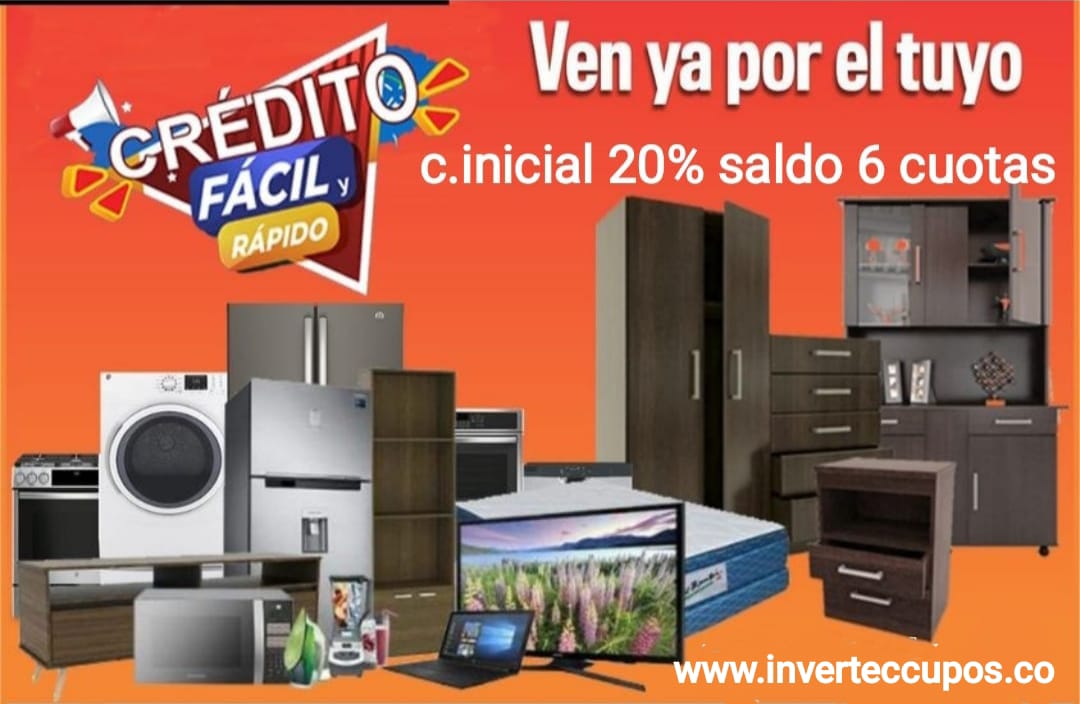 Ven ya por el tuyo
CRÉDITO
FÁCIL y
RÁPIDO
c.inicial 20% saldo 6 cuotas
www.inverteccupos.co